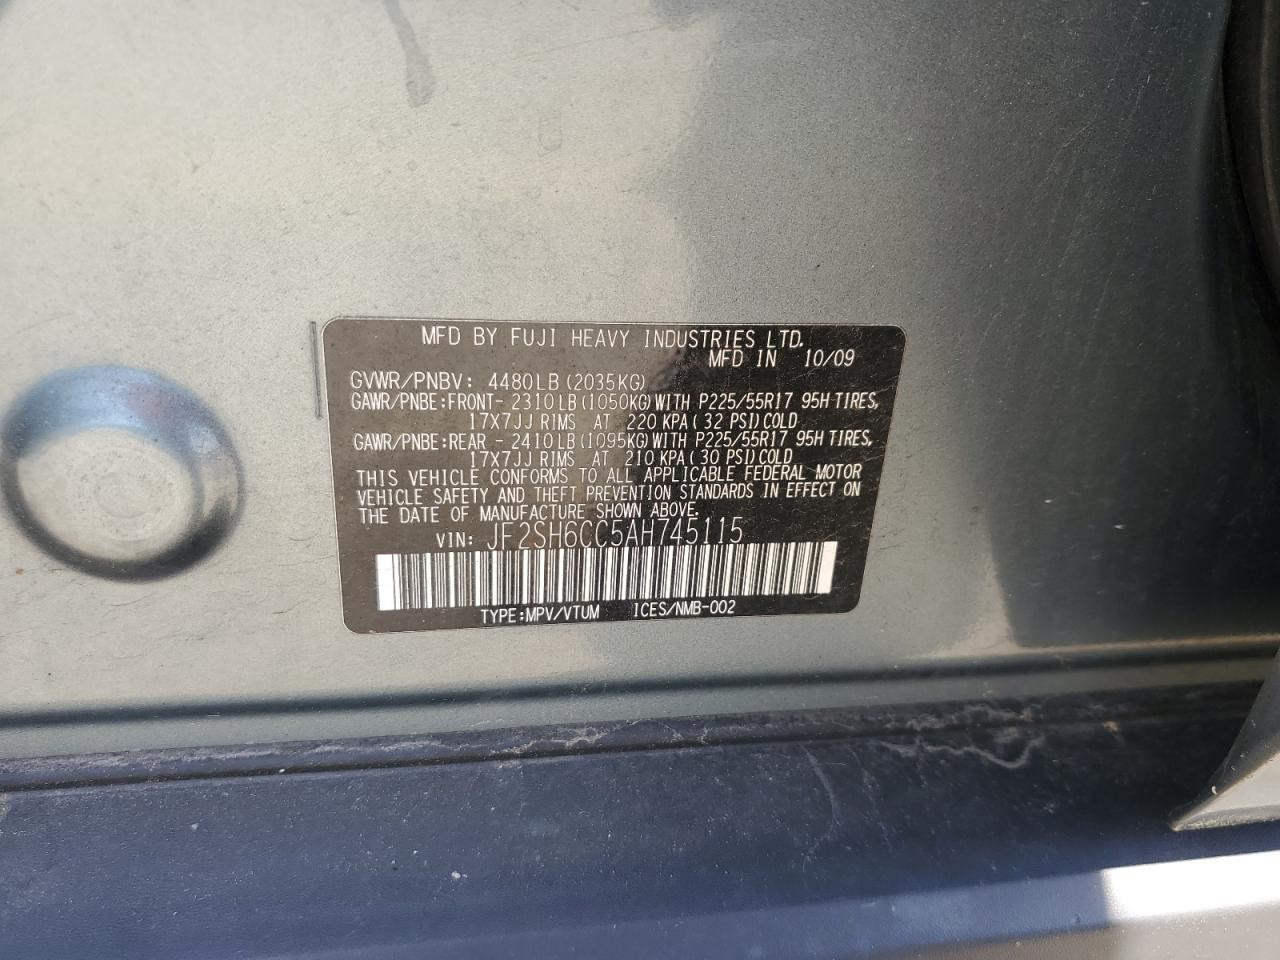 MFD BY FUJI HEAVY INDUSTRIES LTD.
MFD IN 10/09
GVWR/PNBV: 4480LB (2035KG)
GAWR/PNBE:FRONT- 2310LB (1050KG) WITH P225/55R17 95H TIRES,
17X7JJ RIMS AT 220 KPA ( 32 PSI) COLD
GAWR/PNBE:REAR - 2410LB (1095KG) WITH P225/55R17 95H TIRES,
17X7JJ RIMS AT 210 KPA ( 30 PSI) COLD
THIS VEHICLE CONFORMS TO ALL APPLICABLE FEDERAL MOTOR
VEHICLE SAFETY AND THEFT PREVENTION STANDARDS IN EFFECT ON
THE DATE OF MANUFACTURE SHOWN ABOVE.
VIN: JF2SH6CC5AH745115
TYPE:MPV/VTUM ICES/NMB-002